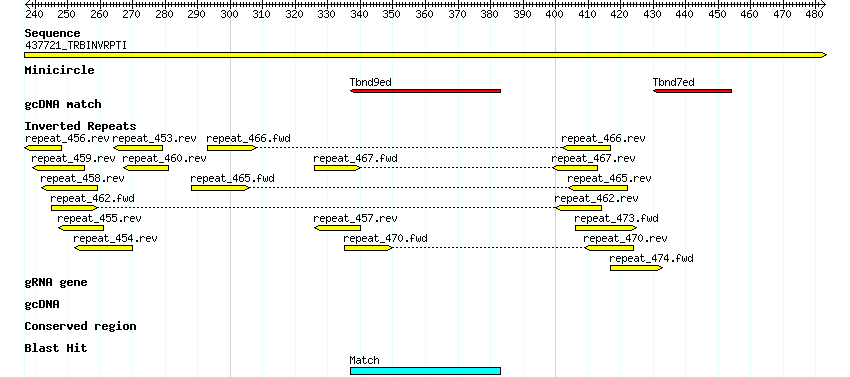 240 250 260 270 280 290 300 310 320 330 340 350 360 370 380 390 400 410 420 430 440 450 460 470 480
Sequence
437721_TRBINVRPTI
Minicircle
Tbnd9ed Tbnd7ed
gcDNA match
Inverted Repeats
repeat_456.rev repeat_453.rev repeat_466.fwd repeat_466.rev
repeat_459.rev repeat_460.rev repeat_467.fwd repeat_467.rev
repeat_458.rev repeat_465.fwd repeat_465.rev
repeat_462.fwd repeat_462.rev
repeat_455.rev repeat_457.rev repeat_473.fwd
repeat_454.rev repeat_470.fwd repeat_470.rev
repeat_474.fwd
gRNA gene
gcDNA
Conserved region
Blast Hit
Match